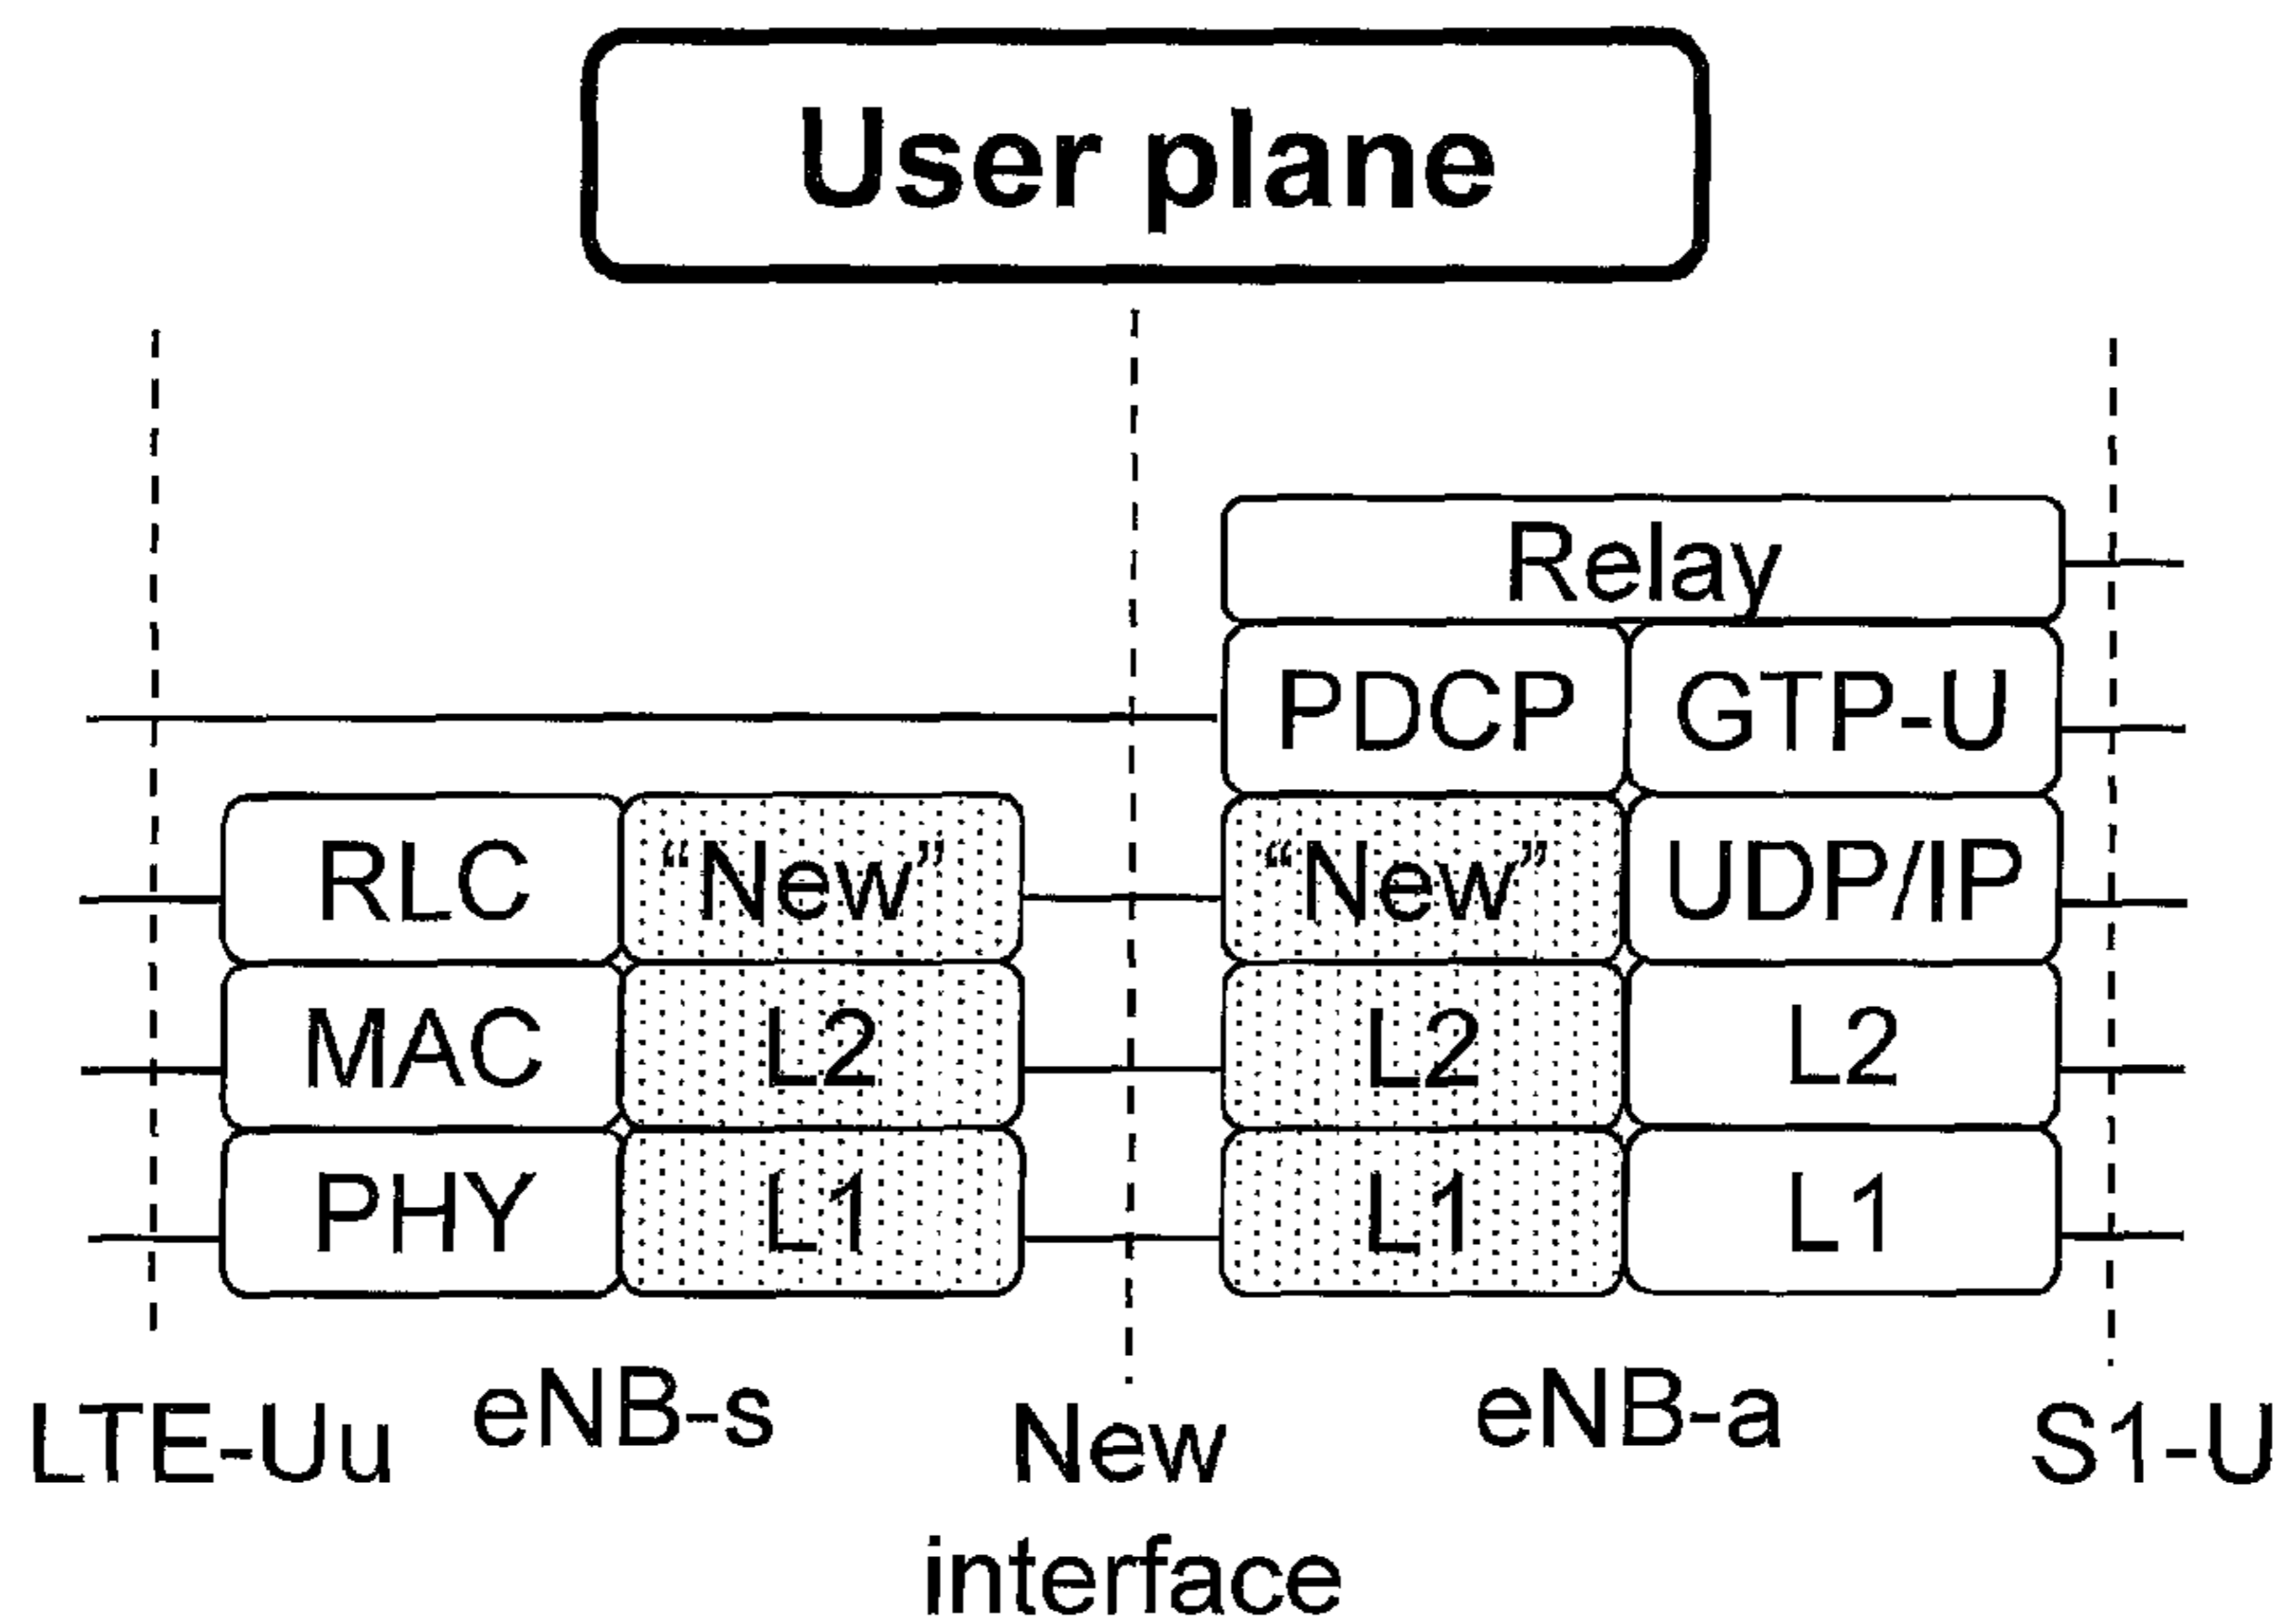 User plane
Relay
PDCP GTP-U
RLC “New” “New” UDP/IP
MAC L2 L2 L2
PHY L1 L1 L1
LTE-Uu eNB-s New interface eNB-a S1-U